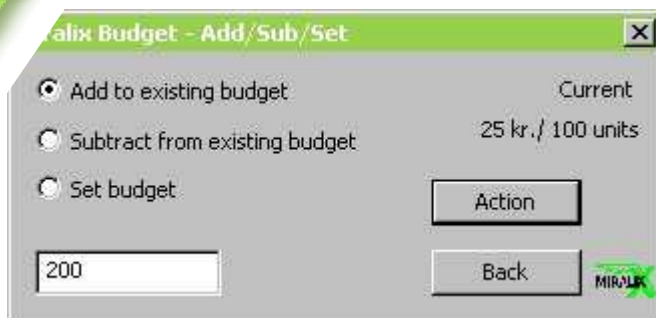 ralix Budget - Add/Sub/Set
Add to existing budget
Current
Subtract from existing budget
25 kr./ 100 units
Set budget
Action
200
Back
MIRALIX